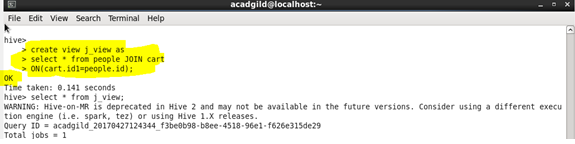 acadgild@localhost:~
File Edit View Search Terminal Help
hive>
> create view j_view as
> select * from people JOIN cart
> ON(cart.id1=people.id);
OK
Time taken: 0.141 seconds
hive> select * from j_view;
WARNING: Hive-on-MR is deprecated in Hive 2 and may not be available in the future versions. Consider using a different execu
tion engine (i.e. spark, tez) or using Hive 1.X releases.
Query ID = acadgild_20170427124344_f3be0b98-b8ee-4518-96e1-f626e315de29
Total jobs = 1